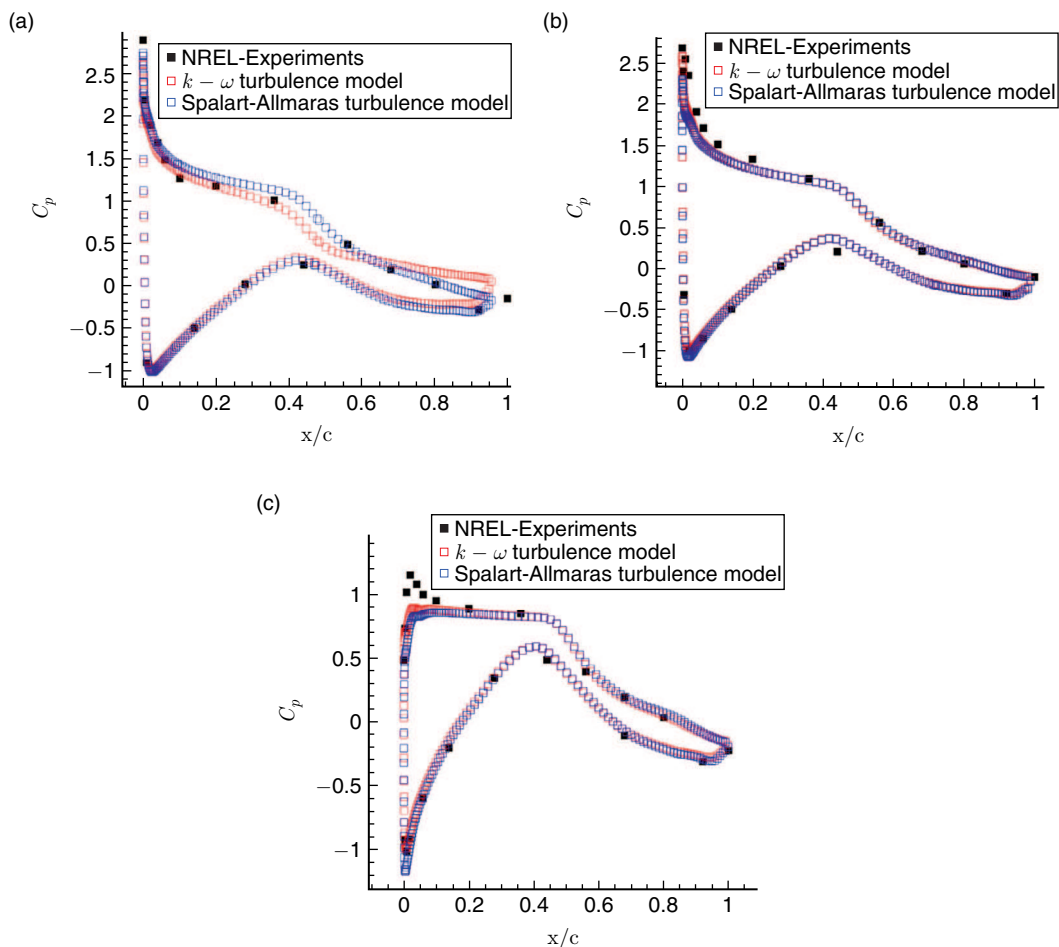 (a)
NREL-Experiments
k − ω turbulence model
Spalart-Allmaras turbulence model
2.5
2
1.5
1
0.5
0
−0.5
−1
C_p
0 0.2 0.4 0.6 0.8 1
x/c
(b)
NREL-Experiments
k − ω turbulence model
Spalart-Allmaras turbulence model
2.5
2
1.5
1
0.5
0
−0.5
−1
C_p
0 0.2 0.4 0.6 0.8 1
x/c
(c)
NREL-Experiments
k − ω turbulence model
Spalart-Allmaras turbulence model
1
0.5
0
−0.5
−1
C_p
0 0.2 0.4 0.6 0.8 1
x/c